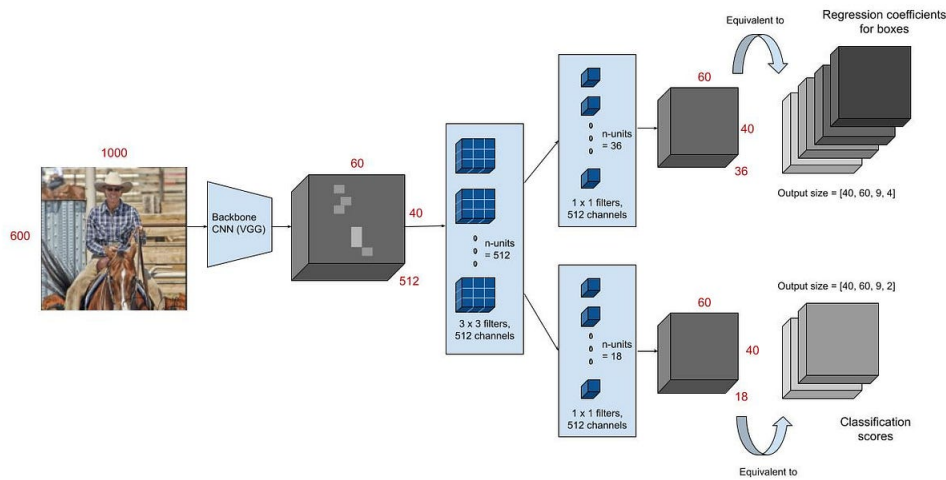 1000
600
Backbone
CNN (VGG)
60
40
512
n-units
= 512
3 x 3 filters,
512 channels
n-units
= 36
1 x 1 filters,
512 channels
60
40
36
Equivalent to
Regression coefficients
for boxes
Output size = [40, 60, 9, 4]
n-units
= 18
1 x 1 filters,
512 channels
60
40
18
Output size = [40, 60, 9, 2]
Classification
scores
Equivalent to